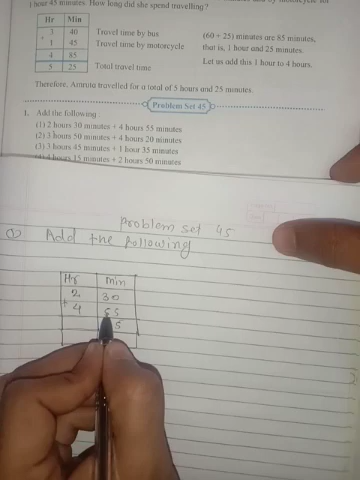 1 hour 45 minutes. How long did she spend travelling?
Hr Min
3 40 Travel time by bus (60 + 25) minutes are 85 minutes,
+ 1 45 Travel time by motorcycle that is, 1 hour and 25 minutes.
4 85 Let us add this 1 hour to 4 hours.
5 25 Total travel time
Therefore, Amruta travelled for a total of 5 hours and 25 minutes.
Problem Set 45
1. Add the following :
(1) 2 hours 30 minutes + 4 hours 55 minutes
(2) 3 hours 50 minutes + 4 hours 20 minutes
(3) 3 hours 45 minutes + 1 hour 35 minutes
(4) 4 hours 15 minutes + 2 hours 50 minutes
problem set 45
① Add the following
Hr min
2 30
+ 4 55
5